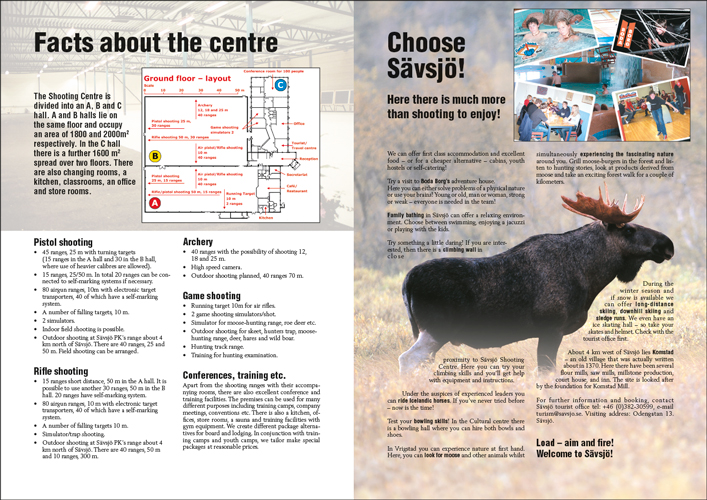 Facts about the centre
The Shooting Centre is
divided into an A, B and C
hall. A and B halls lie on
the same floor and occupy
an area of 1800 and 2000m²
respectively. In the C hall
there is a further 1600 m²
spread over two floors. There
are also changing rooms, a
kitchen, classrooms, an office
and store rooms.
Ground floor – layout
Scale
0 10 20 30 40 50 m
Conference room for 100 people
C
Archery
12, 18 and 25 m
40 ranges
Pistol shooting 25 m,
30 ranges
Game shooting
simulators 2
Office
Rifle shooting 50 m, 30 ranges
Tourist/
Travel centre
B
Air pistol/Rifle shooting
10 m
40 ranges
Reception
Pistol shooting
25 m, 15 ranges
Air pistol/Rifle shooting
10 m
40 ranges
Secretariat
Rifle/pistol shooting 50 m, 15 ranges
Running Target
10 m
2 ranges
Café/
Restaurant
A
Kitchen
Pistol shooting
• 45 ranges, 25 m with turning targets
(15 ranges in the A hall and 30 in the B hall,
where use of heavier calibres are allowed).
• 15 ranges, 25/50 m. In total 20 ranges can be con-
nected to self-marking systems if necessary.
• 80 airgun ranges, 10m with electronic target
transporters, 40 of which have a self-marking
system.
• A number of falling targets, 10 m.
• 2 simulators.
• Indoor field shooting is possible.
• Outdoor shooting at Sävsjö PK's range about 4
km north of Sävsjö. There are 40 ranges, 25 and
50 m. Field shooting can be arranged.
Rifle shooting
• 15 ranges short distance, 50 m in the A hall. It is
possible to use another 30 ranges, 50 m in the B
hall. 20 ranges have self-marking system.
• 80 airgun ranges, 10 m with electronic target
transporters, 40 of which have a self-marking
system.
• A number of falling targets 10 m.
• Simulator/trap shooting.
• Outdoor shooting at Sävsjö PK's range about 4
km north of Sävsjö. There are 40 ranges, 50 m
and 10 ranges, 300 m.
Archery
• 40 ranges with the possibility of shooting 12,
18 and 25 m.
• High speed camera.
• Outdoor shooting planned, 40 ranges 70 m.
Game shooting
• Running target 10m for air rifles.
• 2 game shooting simulators/shot.
• Simulator for moose-hunting range, roe deer etc.
• Outdoor shooting for skeet, hunters trap, moose-
hunting range, deer, hares and wild boar.
• Hunting track range.
• Training for hunting examination.
Conferences, training etc.
Apart from the shooting ranges with their accompa-
nying rooms, there are also excellent conference and
training facilities. The premises can be used for many
different purposes including training camps, company
meetings, conventions etc. There is also a kitchen, of-
fices, store rooms, a sauna and training facilities with
gym equipment. We create different package alterna-
tives for board and lodging. In conjunction with train-
ing camps and youth camps, we tailor make special
packages at reasonable prices.
Choose
Sävsjö!
Here there is much more
than shooting to enjoy!
We can offer first class accommodation and excellent
food – or for a cheaper alternative – cabins, youth
hostels or self-catering!
Try a visit to Boda Borg's adventure house.
Here you can either solve problems of a physical nature
or use your brains! Young or old, man or woman, strong
or weak – everyone is needed in the team!
Family bathing in Sävsjö can offer a relaxing environ-
ment. Choose between swimming, enjoying a jacuzzi
or playing with the kids.
Try something a little daring! If you are inter-
ested, then there is a climbing wall in
close
proximity to Sävsjö Shooting
Centre. Here you can try your
climbing skills and you'll get help
with equipment and instructions.
Under the auspices of experienced leaders you
can ride Icelandic horses. If you've never tried before
– now is the time!
Test your bowling skills! In the Cultural centre there
is a bowling hall where you can hire both bowls and
shoes.
In Vrigstad you can experience nature at first hand.
Here, you can look for moose and other animals whilst
simultaneously experiencing the fascinating nature
around you. Grill moose-burgers in the forest and lis-
ten to hunting stories, look at products derived from
moose and take an exciting forest walk for a couple of
kilometers.
During the
winter season and
if snow is available we
can offer long-distance
skiing, downhill skiing and
sledge runs. We even have an
ice skating hall – so take your
skates and helmet. Check with the
tourist office first.
About 4 km west of Sävsjö lies Komstad
– an old village that was actually written
about in 1370. Here there have been several
flour mills, saw mills, millstone production,
court house, and inn. The site is looked after
by the foundation for Komstad Mill.
For further information and booking, contact
Sävsjö tourist office tel: +46 (0)382-30599, e-mail
turism@savsjo.se. Visiting address: Odengatan 13,
Sävsjö.
Load – aim and fire!
Welcome to Sävsjö!